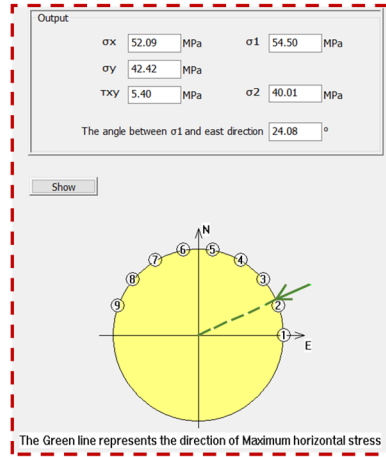 Output
σx 52.09 MPa σ1 54.50 MPa
σy 42.42 MPa
τxy 5.40 MPa σ2 40.01 MPa
The angle between σ1 and east direction 24.08 °
Show
N
7 6 5 4
8 3
9 2
1
E
The Green line represents the direction of Maximum horizontal stress